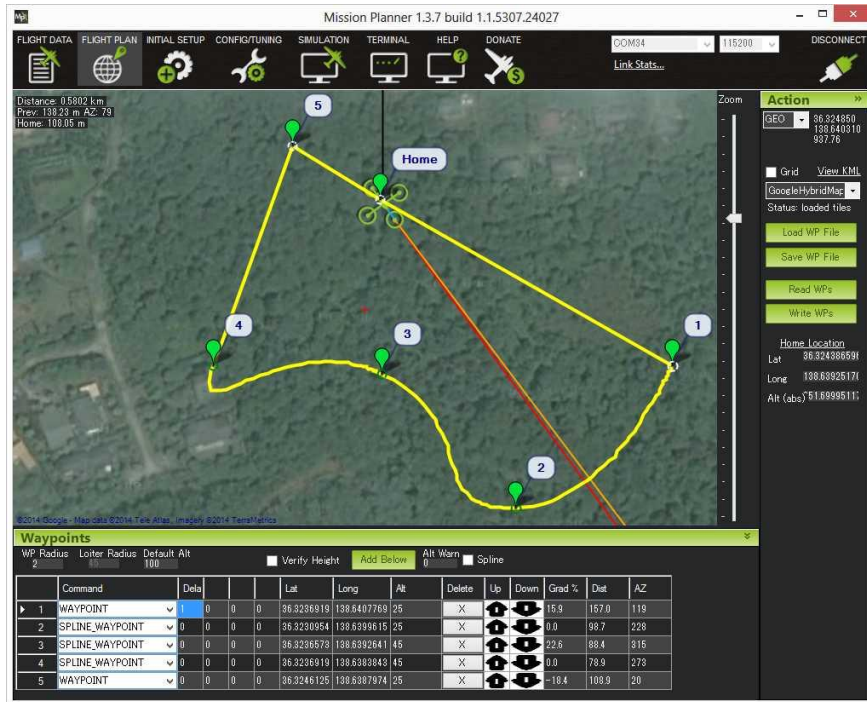 Mission Planner 1.3.7 build 1.1.5307.24027
FLIGHT DATA FLIGHT PLAN INITIAL SETUP CONFIG/TUNING SIMULATION TERMINAL HELP DONATE
COM34 115200 DISCONNECT
Link Stats...
Distance: 0.5802 km
Prev: 138.23 m AZ: 79
Home: 108.05 m
5
Home
4
3
1
2
©2014 Google - Map data ©2014 Tele Atlas, Imagery ©2014 TerraMetrics
Zoom
Action »
GEO 36.324850
138.640310
937.76
Grid View KML
GoogleHybridMap
Status: loaded tiles
Load WP File
Save WP File
Read WPs
Write WPs
Home Location
Lat 36.32438659
Long 138.6392517
Alt (abs) 51.6999511
Waypoints
WP Radius Loiter Radius Default Alt Alt Warn
2 45 100 Verify Height Add Below 0 Spline
Command Dela Lat Long Alt Delete Up Down Grad % Dist AZ
1 WAYPOINT 1 0 0 0 36.3236919 138.6407769 25 X 15.9 157.0 119
2 SPLINE_WAYPOINT 0 0 0 0 36.3230954 138.6399615 25 X 0.0 98.7 228
3 SPLINE_WAYPOINT 0 0 0 0 36.3236573 138.6392641 45 X 22.6 88.4 315
4 SPLINE_WAYPOINT 0 0 0 0 36.3236919 138.6383843 45 X 0.0 78.9 273
5 WAYPOINT 0 0 0 0 36.3246125 138.6387974 25 X -18.4 108.9 20